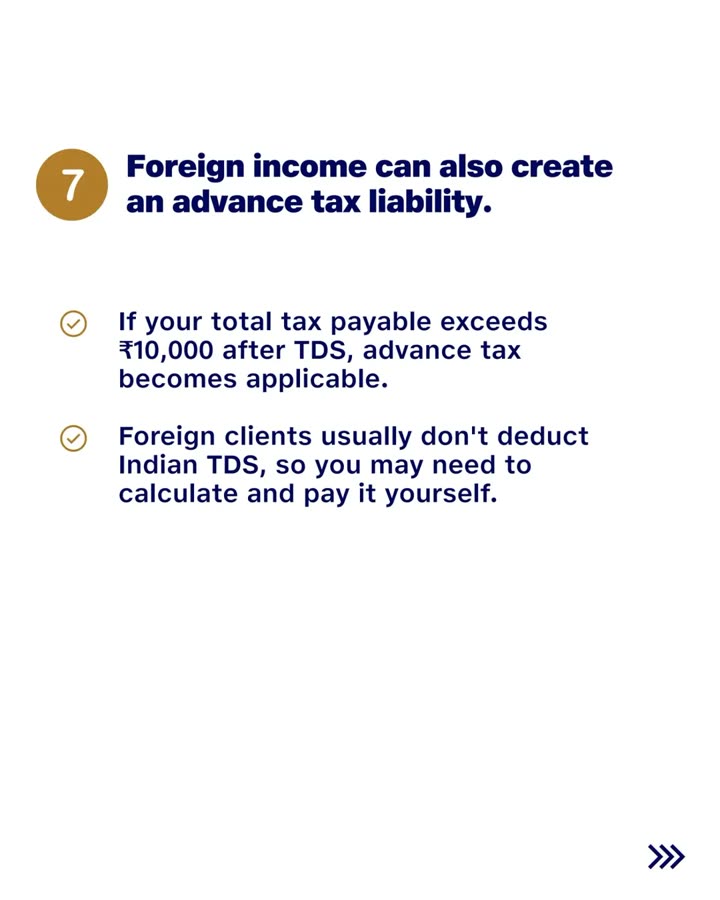 7
Foreign income can also create
an advance tax liability.
If your total tax payable exceeds
₹10,000 after TDS, advance tax
becomes applicable.
Foreign clients usually don't deduct
Indian TDS, so you may need to
calculate and pay it yourself.